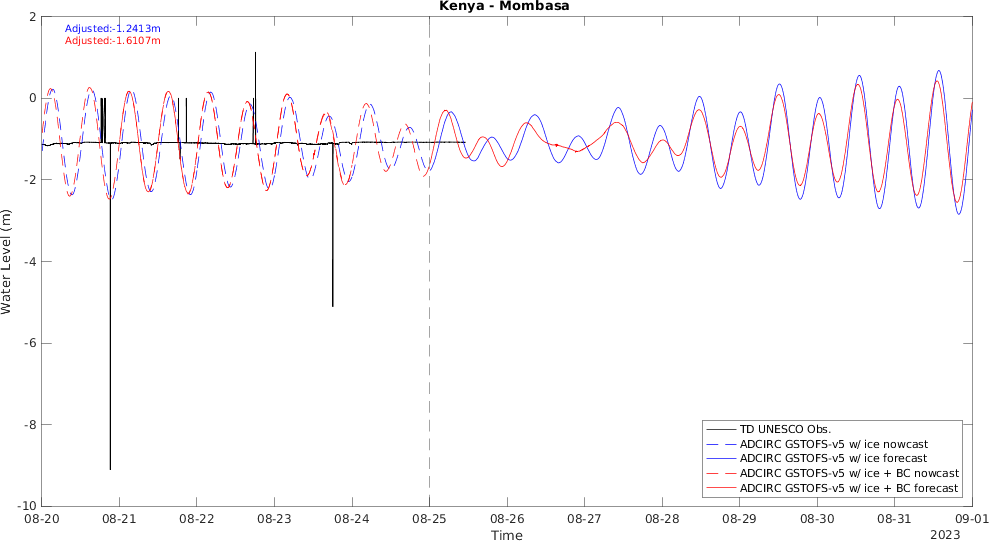 Kenya - Mombasa
Adjusted:-1.2413m
Adjusted:-1.6107m
Water Level (m)
2
0
-2
-4
-6
-8
-10
08-20 08-21 08-22 08-23 08-24 08-25 08-26 08-27 08-28 08-29 08-30 08-31 09-01
Time
2023
TD UNESCO Obs.
ADCIRC GSTOFS-v5 w/ ice nowcast
ADCIRC GSTOFS-v5 w/ ice forecast
ADCIRC GSTOFS-v5 w/ ice + BC nowcast
ADCIRC GSTOFS-v5 w/ ice + BC forecast